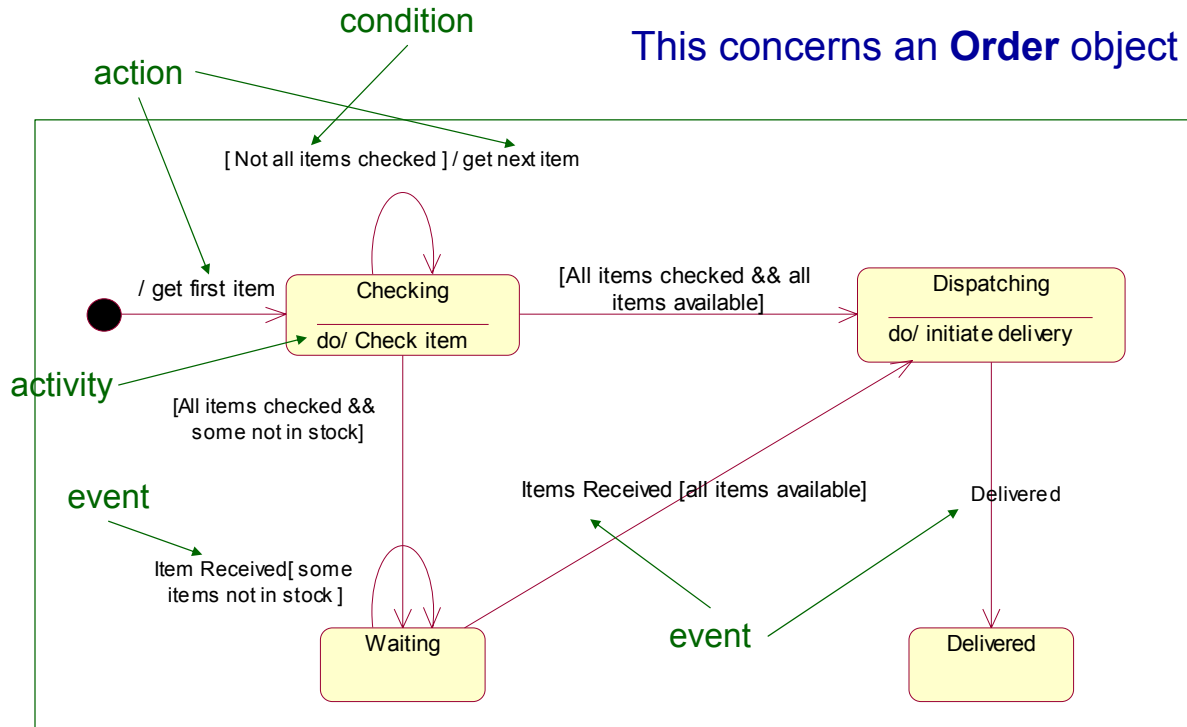 condition
This concerns an Order object
action
[ Not all items checked ] / get next item
/ get first item
Checking
do/ Check item
[All items checked && all
items available]
Dispatching
do/ initiate delivery
activity
[All items checked &&
some not in stock]
event
Items Received [all items available]
Delivered
Item Received[ some
items not in stock ]
event
Waiting
Delivered